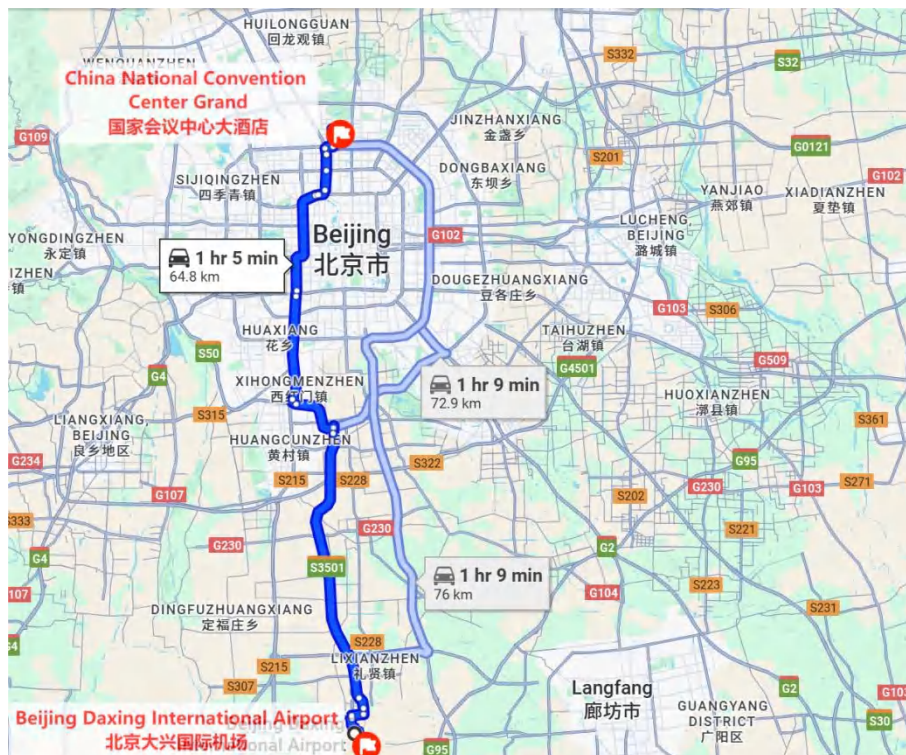 HUILONGGUAN
回龙观镇
S332
S32
WENQUANZHEN
China National Convention
Center Grand
国家会议中心大酒店
G109
JINZHANXIANG
金盏乡
S201
G0121
SIJIQINGZHEN
四季青镇
DONGBAXIANG
东坝乡
G102
YANJIAO
燕郊镇
XIADIANZHEN
夏垫镇
YONGDINGZHEN
永定镇
Beijing
北京市
G102
LUCHENG,
BEIJING
潞城镇
1 hr 5 min
64.8 km
DOUGEZHUANGXIANG
豆各庄乡
G103
S306
HUAXIANG
花乡
TAIHUZHEN
台湖镇
S50
G4
G4501
G509
XIHONGMENZHEN
西红门镇
1 hr 9 min
72.9 km
HUOXIANZHEN
漷县镇
LIANGXIANG,
BEIJING
良乡地区
S315
S361
HUANGCUNZHEN
黄村镇
G234
S322
G95
S215
S228
G107
S202
G230
G103
S271
S333
G230
G230
S221
G4
G2
S3501
1 hr 9 min
76 km
G104
S223
107
S231
DINGFUZHUANGXIANG
定福庄乡
G4
S228
S215
LIXIANZHEN
礼贤镇
S307
Langfang
廊坊市
G2
GUANGYANG
DISTRICT
广阳区
Beijing Daxing International Airport
北京大兴国际机场
G95
S30